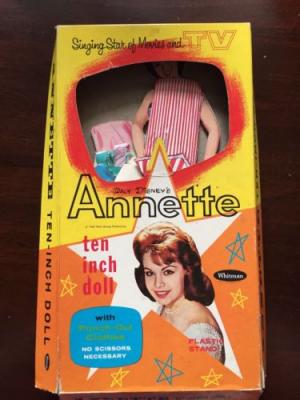 Singing Star of Movies and TV
WALT DISNEY'S
Annette
ten
inch
doll
Whitman
with
Punch-Out
Clothes
NO SCISSORS
NECESSARY
PLASTIC
STAND
ANNETTE TEN-INCH DOLL